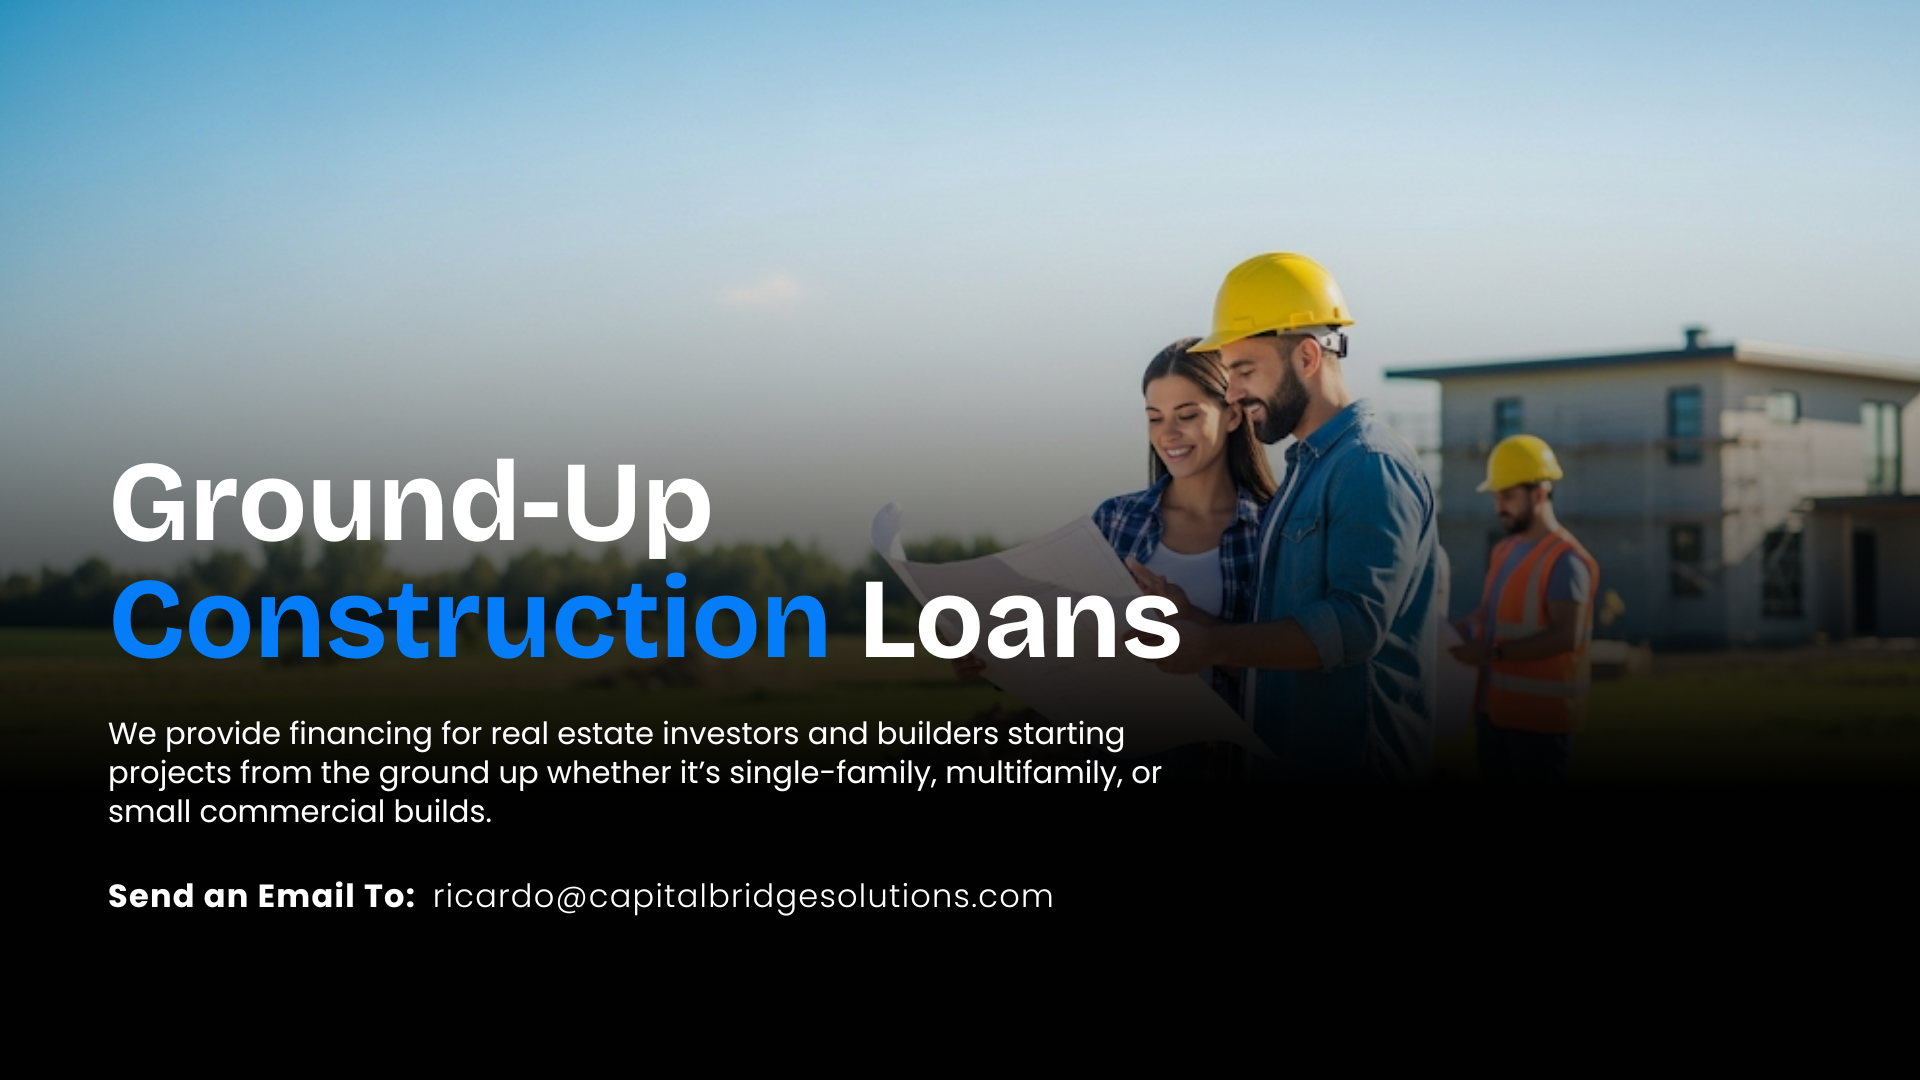 Ground-Up
Construction Loans
We provide financing for real estate investors and builders starting
projects from the ground up whether it’s single-family, multifamily, or
small commercial builds.
Send an Email To: ricardo@capitalbridgesolutions.com